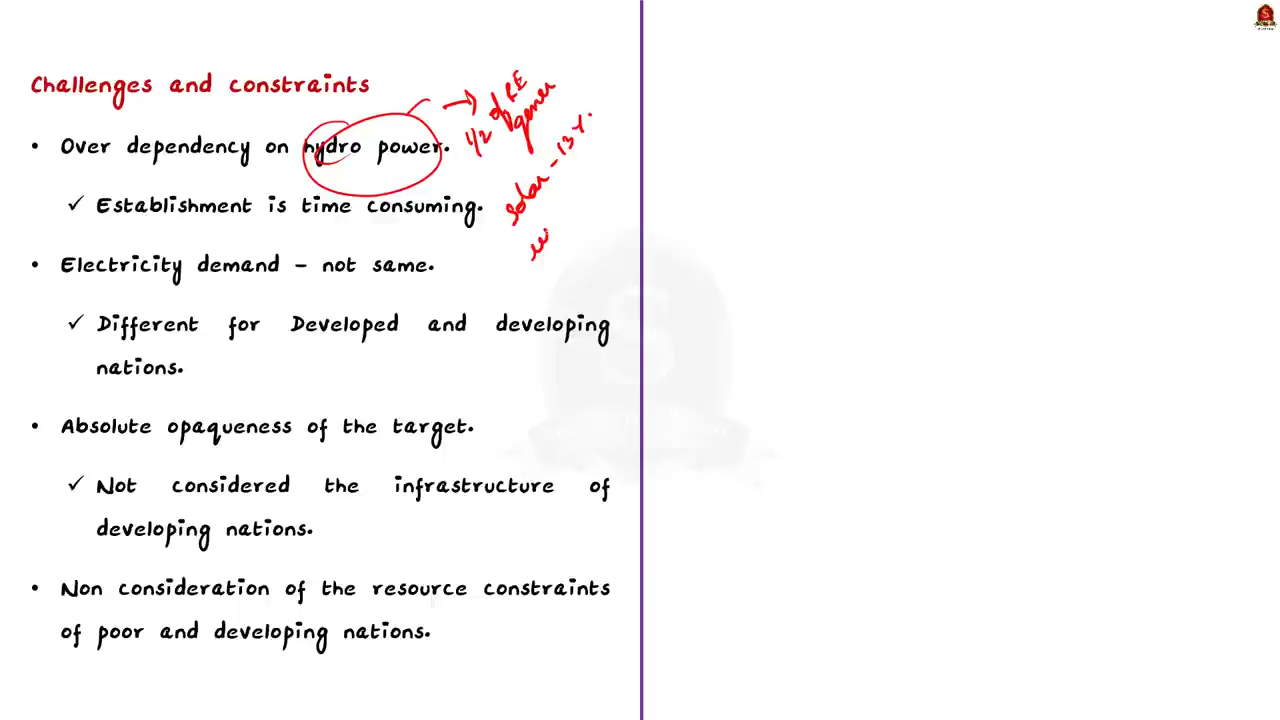 Challenges and constraints
• Over dependency on hydro power.
✓ Establishment is time consuming.
• Electricity demand – not same.
✓ Different for Developed and developing
nations.
• Absolute opaqueness of the target.
✓ Not considered the infrastructure of
developing nations.
• Non consideration of the resource constraints
of poor and developing nations.
→ 1/2 of RE
gener
solar - 13%.